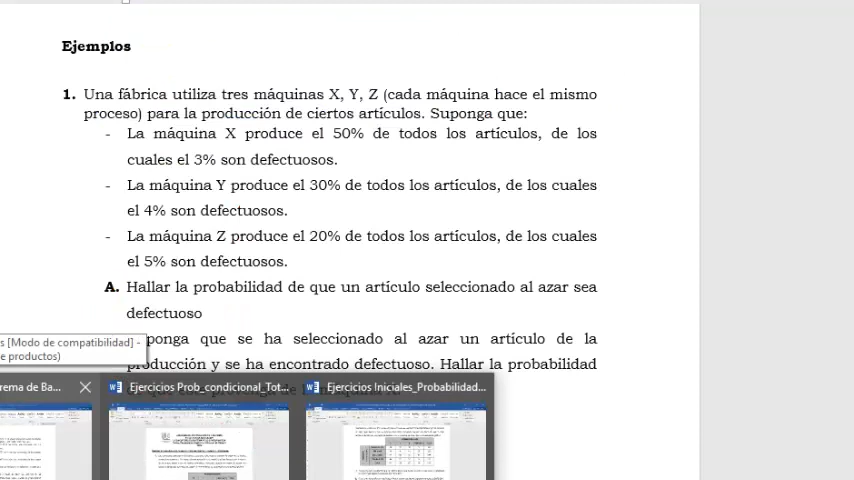 Ejemplos
1. Una fábrica utiliza tres máquinas X, Y, Z (cada máquina hace el mismo
proceso) para la producción de ciertos artículos. Suponga que:
- La máquina X produce el 50% de todos los artículos, de los
cuales el 3% son defectuosos.
- La máquina Y produce el 30% de todos los artículos, de los cuales
el 4% son defectuosos.
- La máquina Z produce el 20% de todos los artículos, de los cuales
el 5% son defectuosos.
A. Hallar la probabilidad de que un artículo seleccionado al azar sea
defectuoso
ponga que se ha seleccionado al azar un artículo de la
s [Modo de compatibilidad] -
e productos)
producción y se ha encontrado defectuoso. Hallar la probabilidad
rema de Ba... Ejercicios Prob_condicional_Tot... Ejercicios Iniciales_Probabilidad...